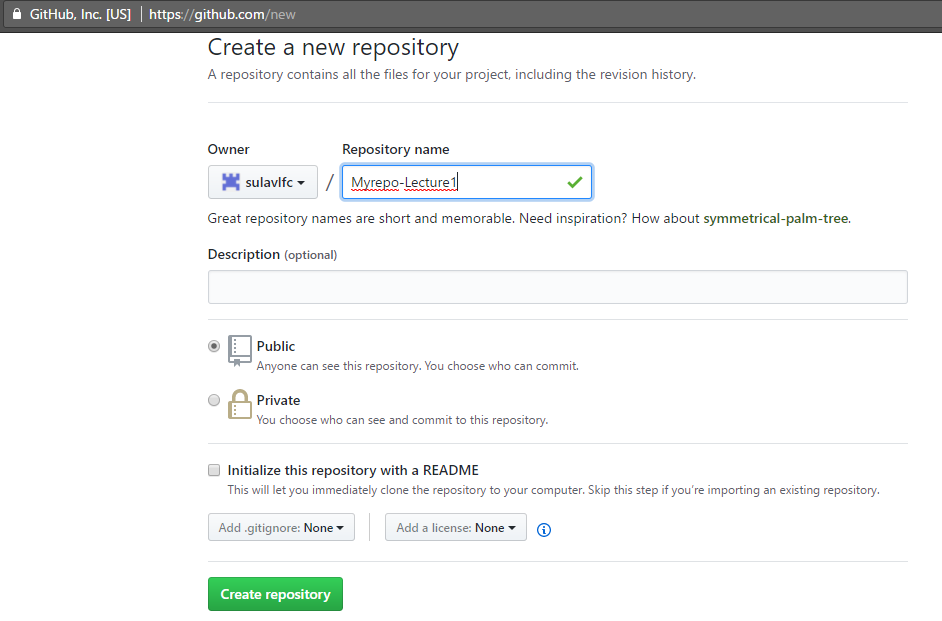 GitHub, Inc. [US] https://github.com/new
Create a new repository
A repository contains all the files for your project, including the revision history.
Owner Repository name
sulavlfc / Myrepo-Lecture1
Great repository names are short and memorable. Need inspiration? How about symmetrical-palm-tree.
Description (optional)
Public
Anyone can see this repository. You choose who can commit.
Private
You choose who can see and commit to this repository.
Initialize this repository with a README
This will let you immediately clone the repository to your computer. Skip this step if you’re importing an existing repository.
Add .gitignore: None Add a license: None
Create repository